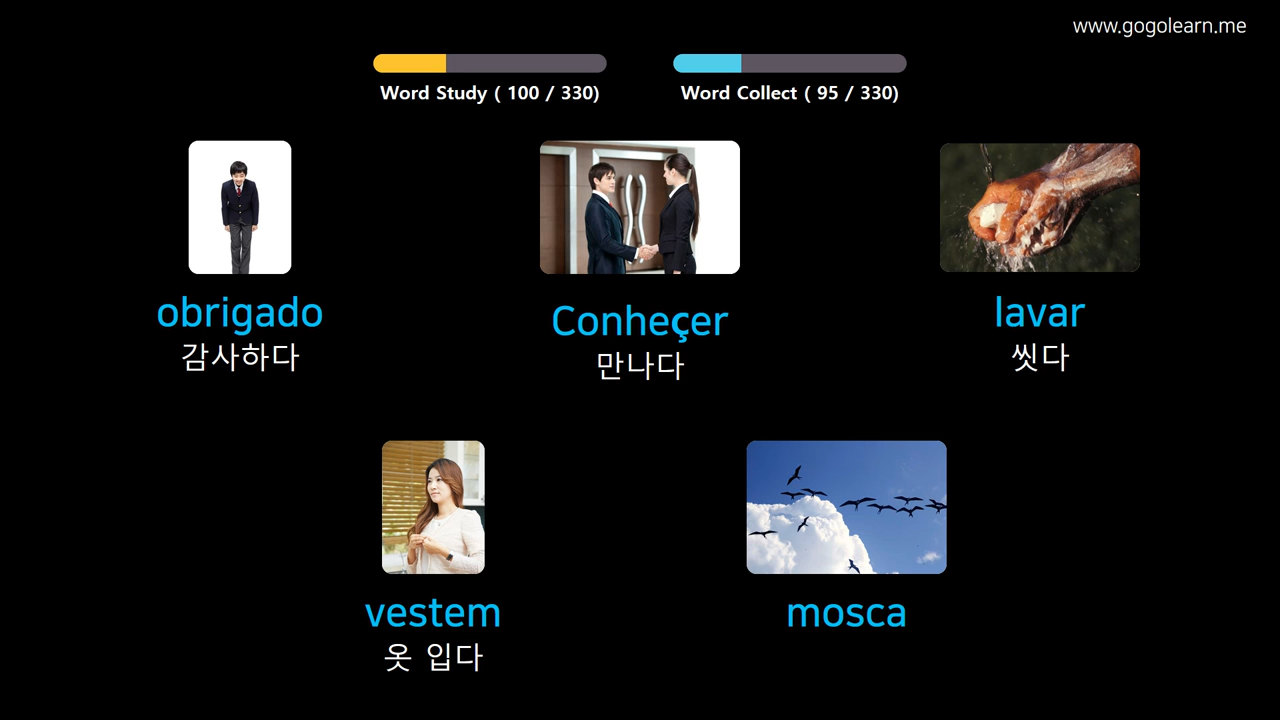 www.gogolearn.me
Word Study ( 100 / 330)
Word Collect ( 95 / 330)
obrigado
감사하다
Conheçer
만나다
lavar
씻다
vestem
옷 입다
mosca